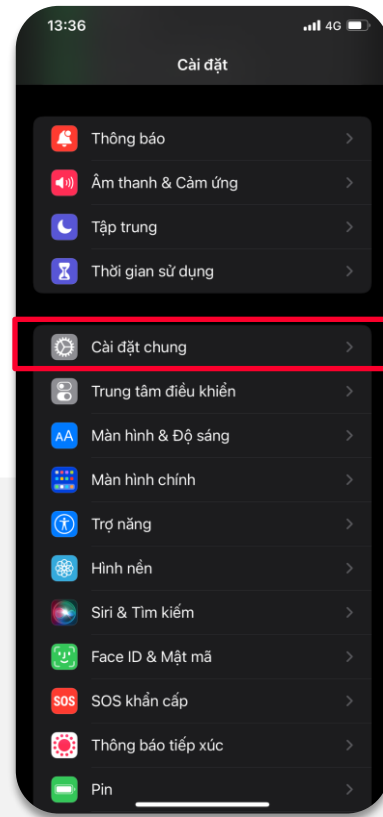 13:36
4G
Cài đặt
Thông báo
Âm thanh & Cảm ứng
Tập trung
Thời gian sử dụng
Cài đặt chung
Trung tâm điều khiển
AA Màn hình & Độ sáng
Màn hình chính
Trợ năng
Hình nền
Siri & Tìm kiếm
Face ID & Mật mã
SOS SOS khẩn cấp
Thông báo tiếp xúc
Pin